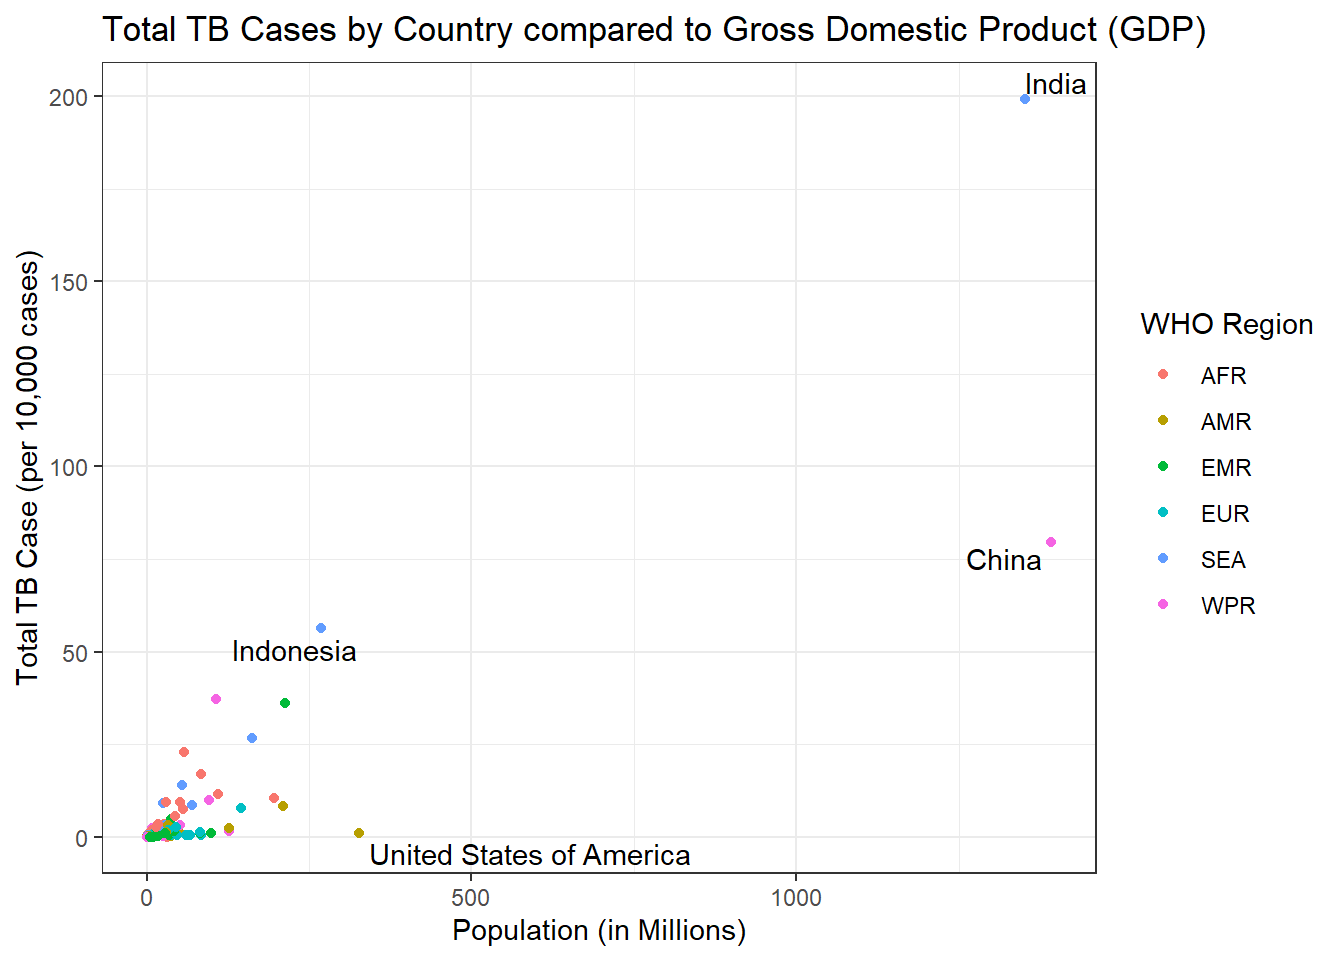 Total TB Cases by Country compared to Gross Domestic Product (GDP)
Total TB Case (per 10,000 cases)
200
150
100
50
0
India
China
Indonesia
United States of America
0
500
1000
Population (in Millions)
WHO Region
AFR
AMR
EMR
EUR
SEA
WPR